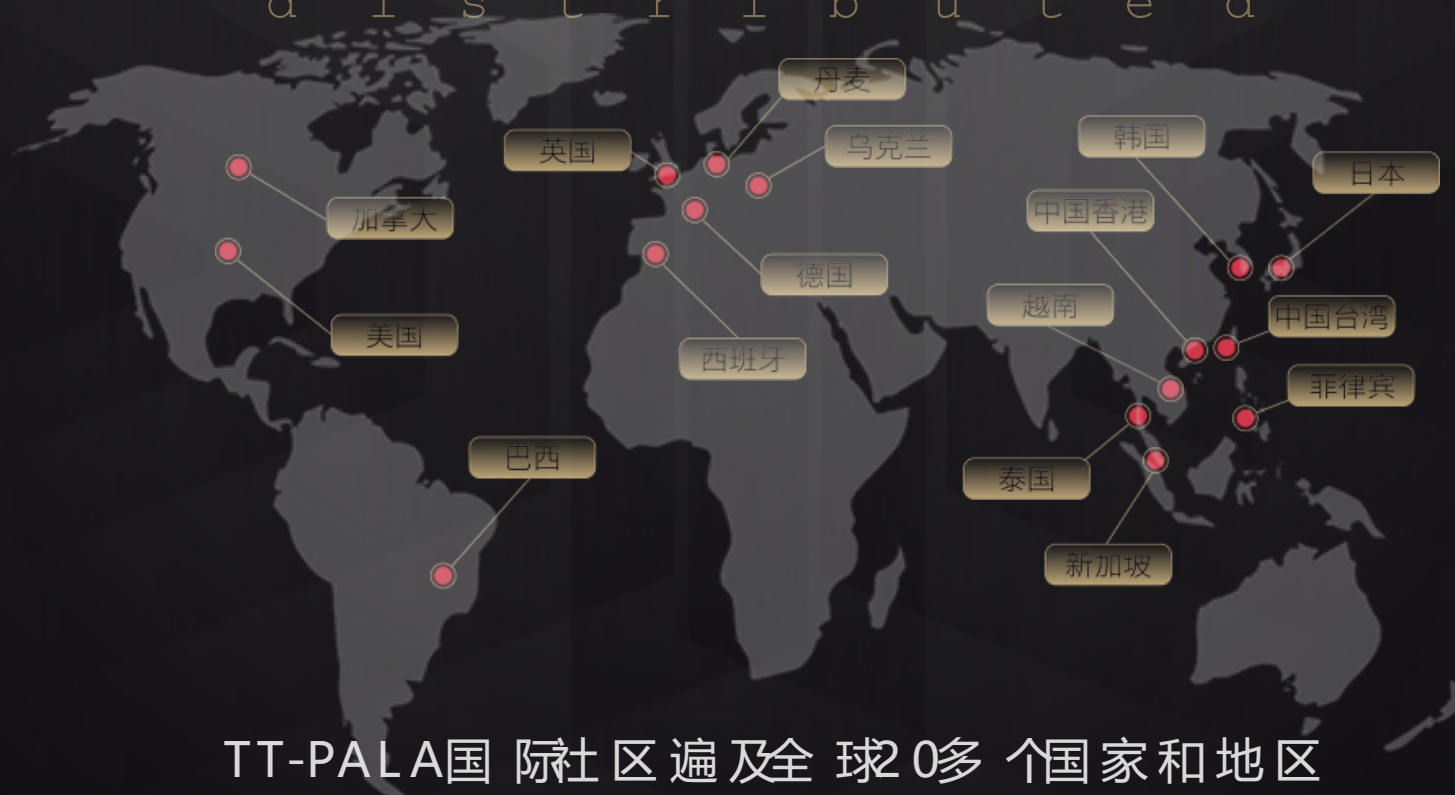 distributed
丹麦
英国
乌克兰
韩国
日本
加拿大
中国香港
德国
越南
中国台湾
美国
西班牙
菲律宾
巴西
泰国
新加坡
TT-PALA国际社区遍及全球20多个国家和地区